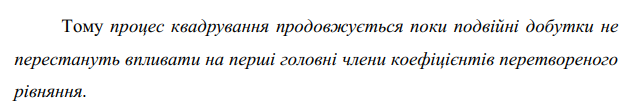 Тому процес квадрування продовжується поки подвійні добутки не
перестануть впливати на перші головні члени коефіцієнтів перетвореного
рівняння.